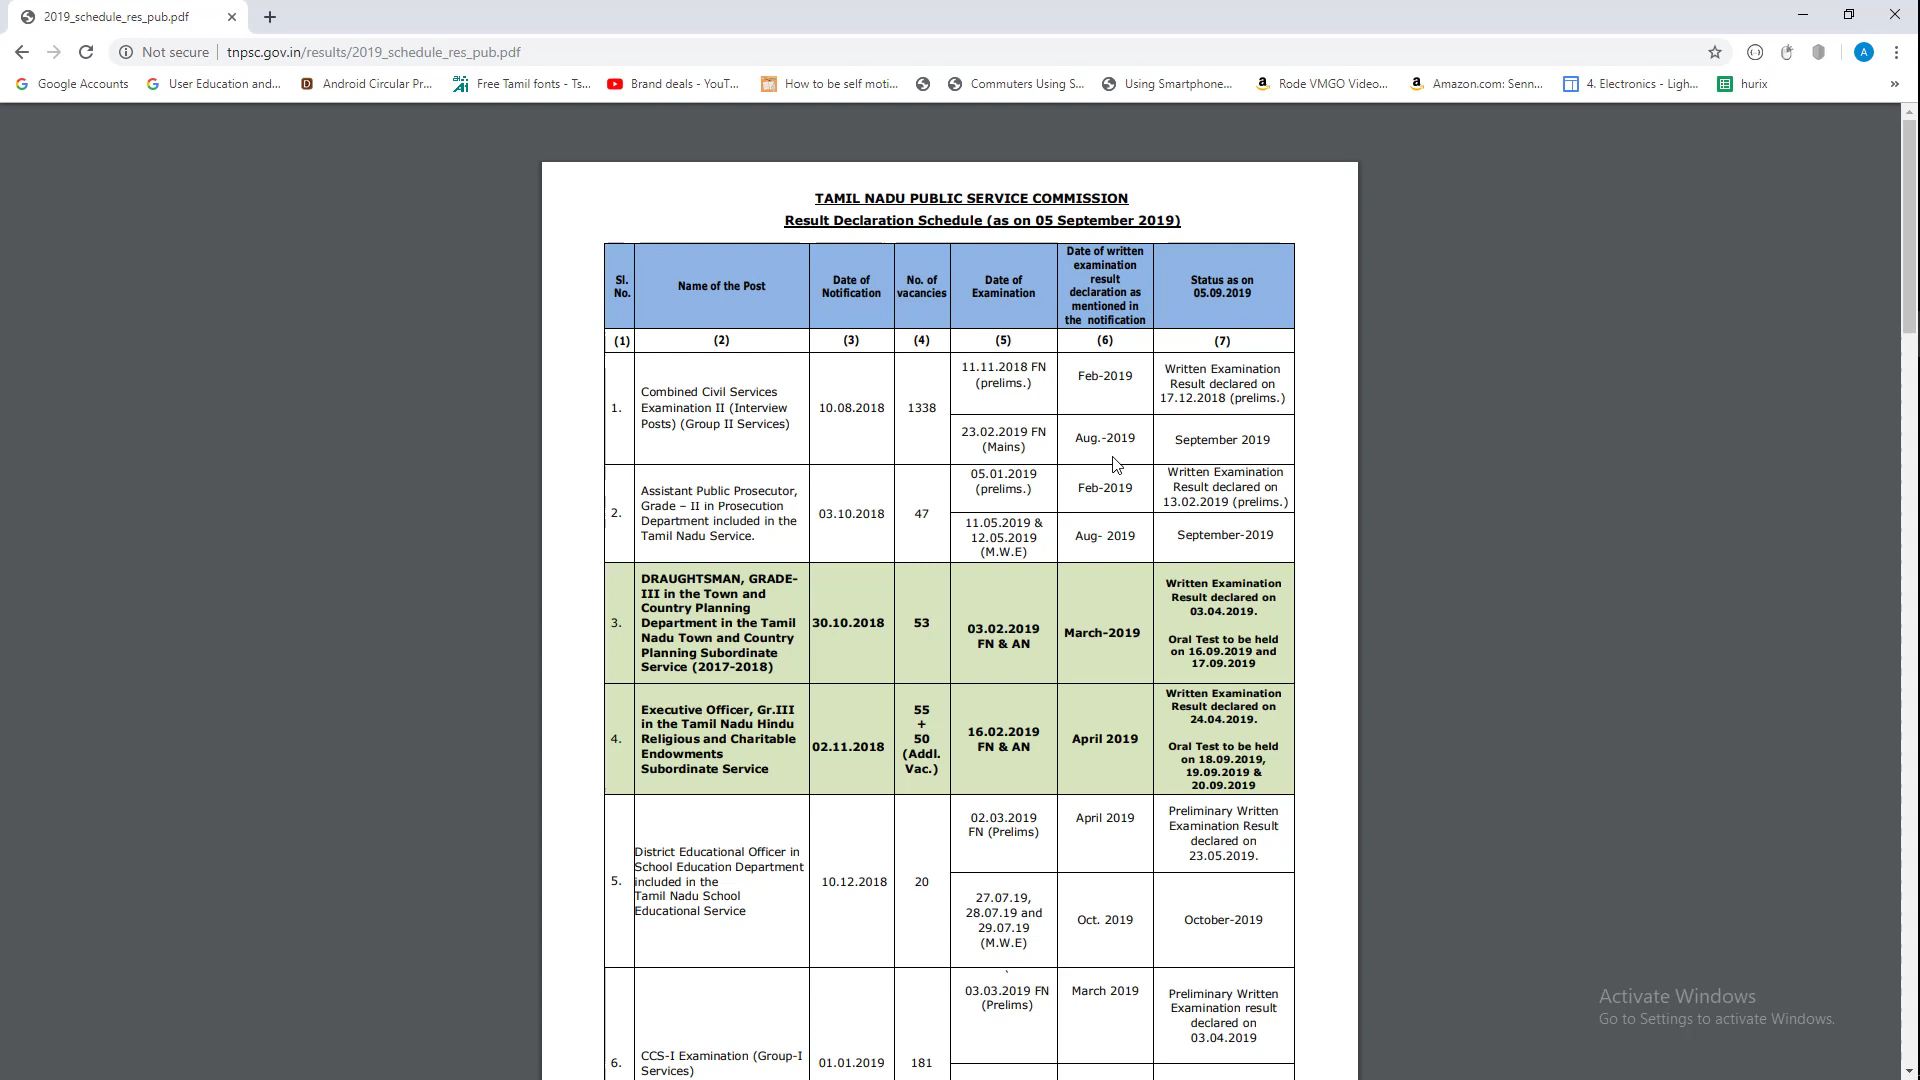 2019_schedule_res_pub.pdf
Not secure
tnpsc.gov.in/results/2019_schedule_res_pub.pdf
A
Google Accounts
User Education and...
Android Circular Pr...
Free Tamil fonts - Ts...
Brand deals - YouT...
How to be self moti...
Commuters Using S...
Using Smartphone...
Rode VMGO Video...
Amazon.com: Senn...
4. Electronics - Ligh...
hurix
TAMIL NADU PUBLIC SERVICE COMMISSION
Result Declaration Schedule (as on 05 September 2019)
Sl.
No.
Name of the Post
Date of
Notification
No. of
vacancies
Date of
Examination
Date of written
examination
result
declaration as
mentioned in
the notification
Status as on
05.09.2019
(1)
(2)
(3)
(4)
(5)
(6)
(7)
1.
Combined Civil Services
Examination II (Interview
Posts) (Group II Services)
10.08.2018
1338
11.11.2018 FN
(prelims.)
Feb-2019
Written Examination
Result declared on
17.12.2018 (prelims.)
23.02.2019 FN
(Mains)
Aug.-2019
September 2019
2.
Assistant Public Prosecutor,
Grade – II in Prosecution
Department included in the
Tamil Nadu Service.
03.10.2018
47
05.01.2019
(prelims.)
Feb-2019
Written Examination
Result declared on
13.02.2019 (prelims.)
11.05.2019 &
12.05.2019
(M.W.E)
Aug- 2019
September-2019
3.
DRAUGHTSMAN, GRADE-
III in the Town and
Country Planning
Department in the Tamil
Nadu Town and Country
Planning Subordinate
Service (2017-2018)
30.10.2018
53
03.02.2019
FN & AN
March-2019
Written Examination
Result declared on
03.04.2019.
Oral Test to be held
on 16.09.2019 and
17.09.2019
4.
Executive Officer, Gr.III
in the Tamil Nadu Hindu
Religious and Charitable
Endowments
Subordinate Service
02.11.2018
55
+
50
(Addl.
Vac.)
16.02.2019
FN & AN
April 2019
Written Examination
Result declared on
24.04.2019.
Oral Test to be held
on 18.09.2019,
19.09.2019 &
20.09.2019
5.
District Educational Officer in
School Education Department
included in the
Tamil Nadu School
Educational Service
10.12.2018
20
02.03.2019
FN (Prelims)
April 2019
Preliminary Written
Examination Result
declared on
23.05.2019.
27.07.19,
28.07.19 and
29.07.19
(M.W.E)
Oct. 2019
October-2019
6.
CCS-I Examination (Group-I
Services)
01.01.2019
181
03.03.2019 FN
(Prelims)
March 2019
Preliminary Written
Examination result
declared on
03.04.2019
Activate Windows
Go to Settings to activate Windows.